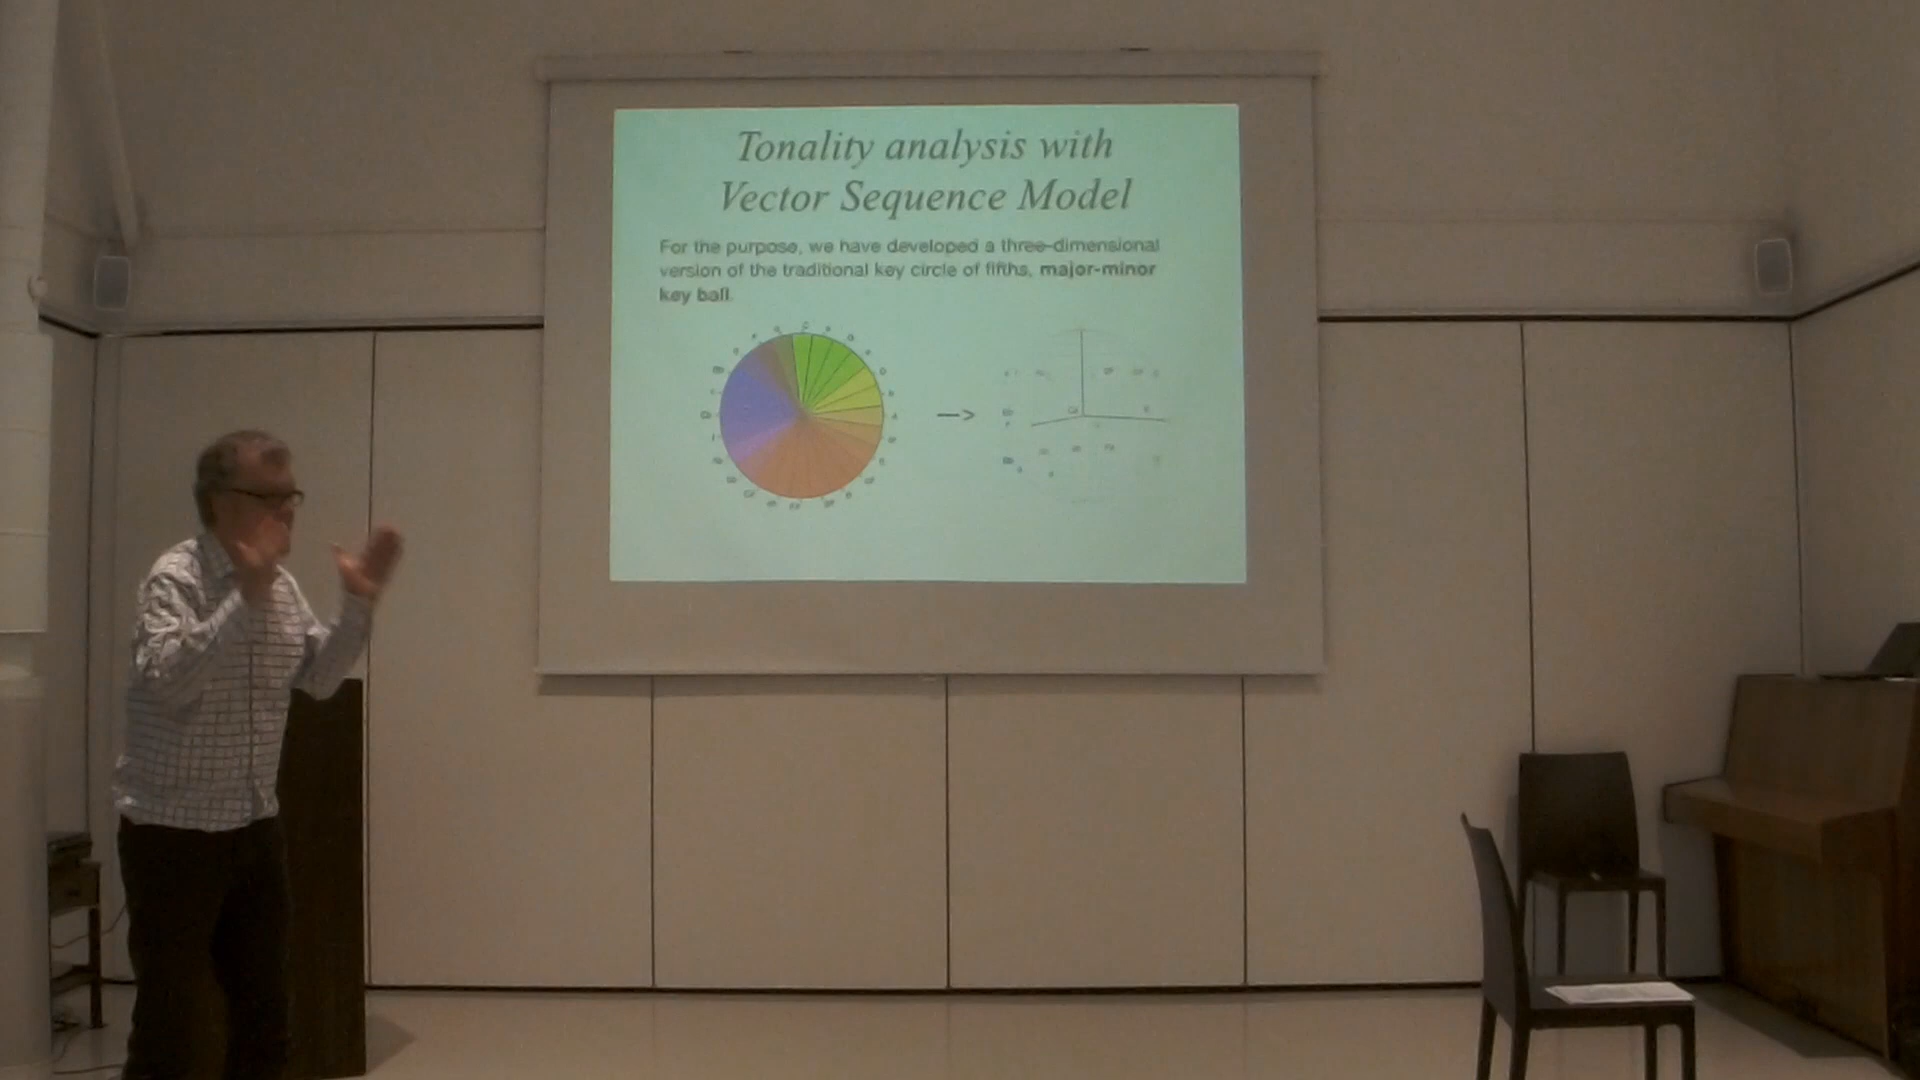 Tonality analysis with
Vector Sequence Model
For the purpose, we have developed a three-dimensional
version of the traditional key circle of fifths, major-minor
key ball.
-->